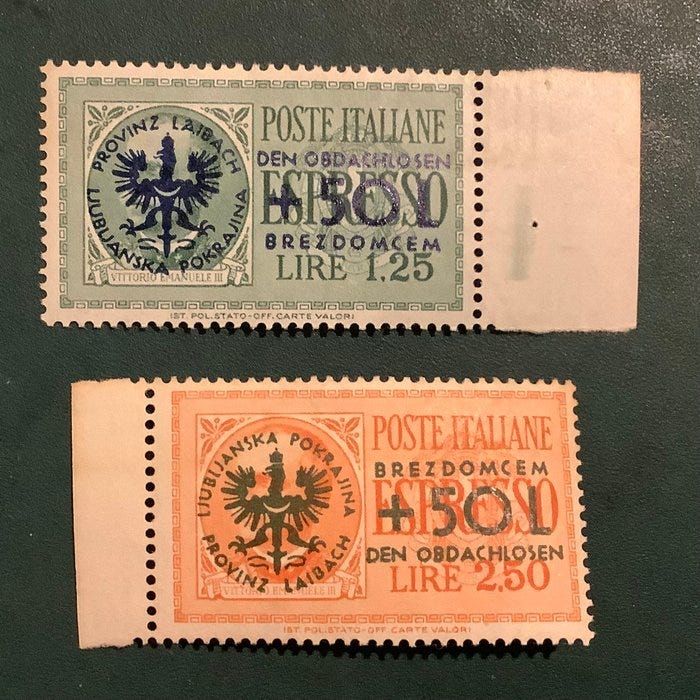 PROVINZ LAIBACH
LJUBLJANSKA POKRAJINA
VITTORIO EMANUELE III
POSTE ITALIANE
DEN OBDACHLOSEN
ESPRESSO
+ 50 L
BREZDOMCEM
LIRE 1,25
IST. POL. STATO-OFF. CARTE VALORI
LJUBLJANSKA POKRAJINA
PROVINZ LAIBACH
VITTORIO EMANUELE III
POSTE ITALIANE
BREZDOMCEM
ESPRESSO
+ 50 L
DEN OBDACHLOSEN
LIRE 2,50
IST. POL. STATO-OFF. CARTE VALORI